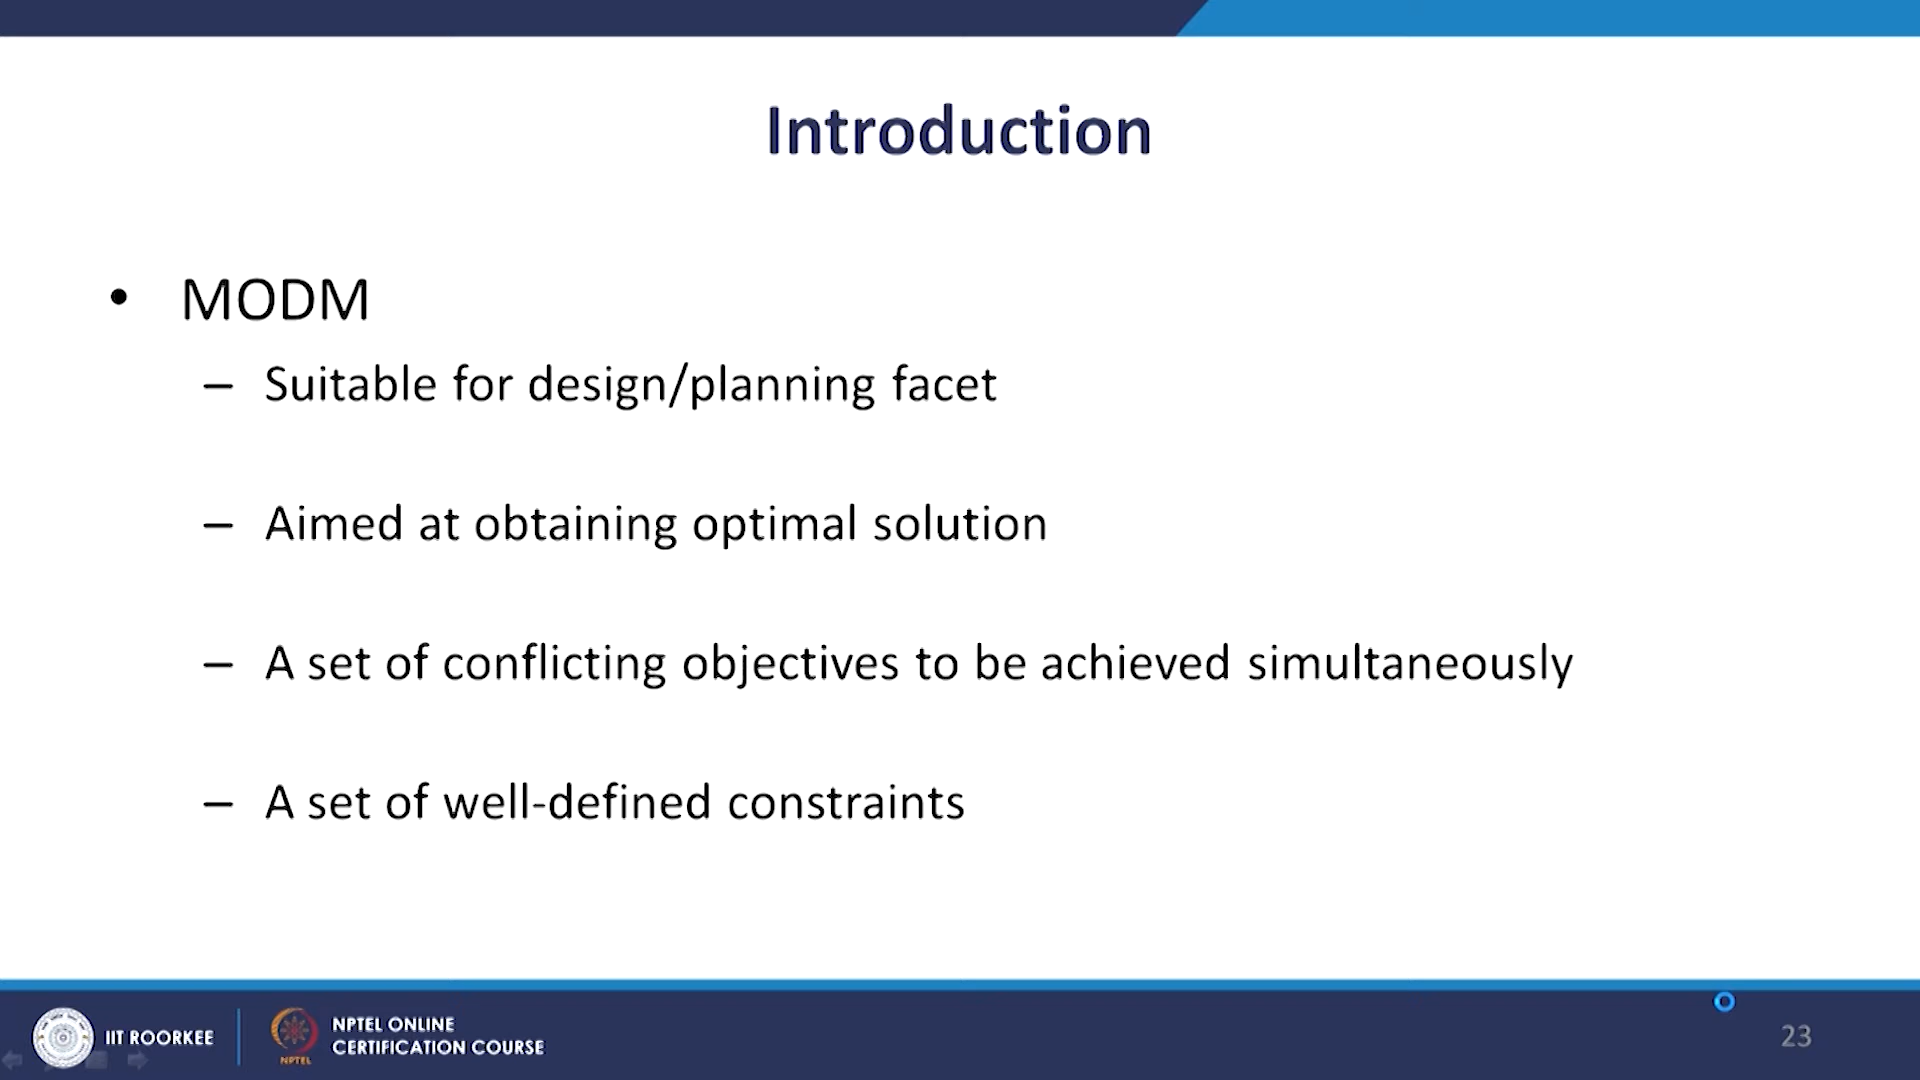 Introduction
• MODM
– Suitable for design/planning facet
– Aimed at obtaining optimal solution
– A set of conflicting objectives to be achieved simultaneously
– A set of well-defined constraints
IIT ROORKEE
NPTEL
NPTEL ONLINE
CERTIFICATION COURSE
23